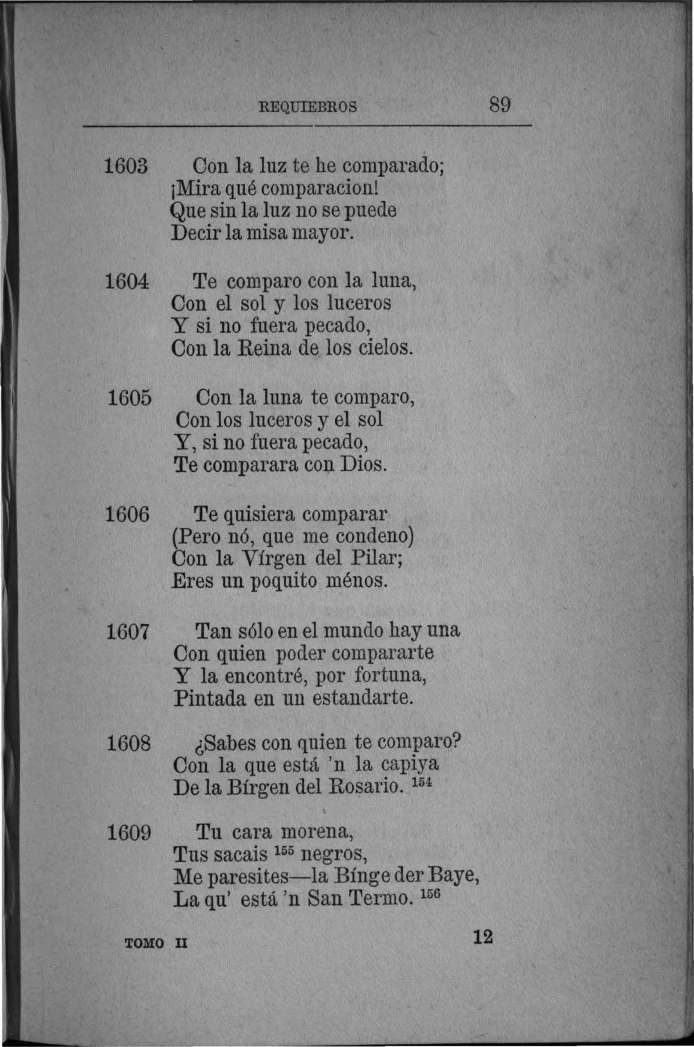 REQUIEBROS 89
1603 Con la luz te he comparado;
¡Mira qué comparacion!
Que sin la luz no se puede
Decir la misa mayor.
1604 Te comparo con la luna,
Con el sol y los luceros
Y si no fuera pecado,
Con la Reina de los cielos.
1605 Con la luna te comparo,
Con los luceros y el sol
Y, si no fuera pecado,
Te comparara con Dios.
1606 Te quisiera comparar
(Pero nó, que me condeno)
Con la Vírgen del Pilar;
Eres un poquito ménos.
1607 Tan sólo en el mundo hay una
Con quien poder compararte
Y la encontré, por fortuna,
Pintada en un estandarte.
1608 ¿Sabes con quien te comparo?
Con la que está 'n la capiya
De la Bírgen del Rosario. 154
1609 Tu cara morena,
Tus sacais 155 negros,
Me paresites—la Bínge der Baye,
La qu' está 'n San Termo. 156
TOMO II 12